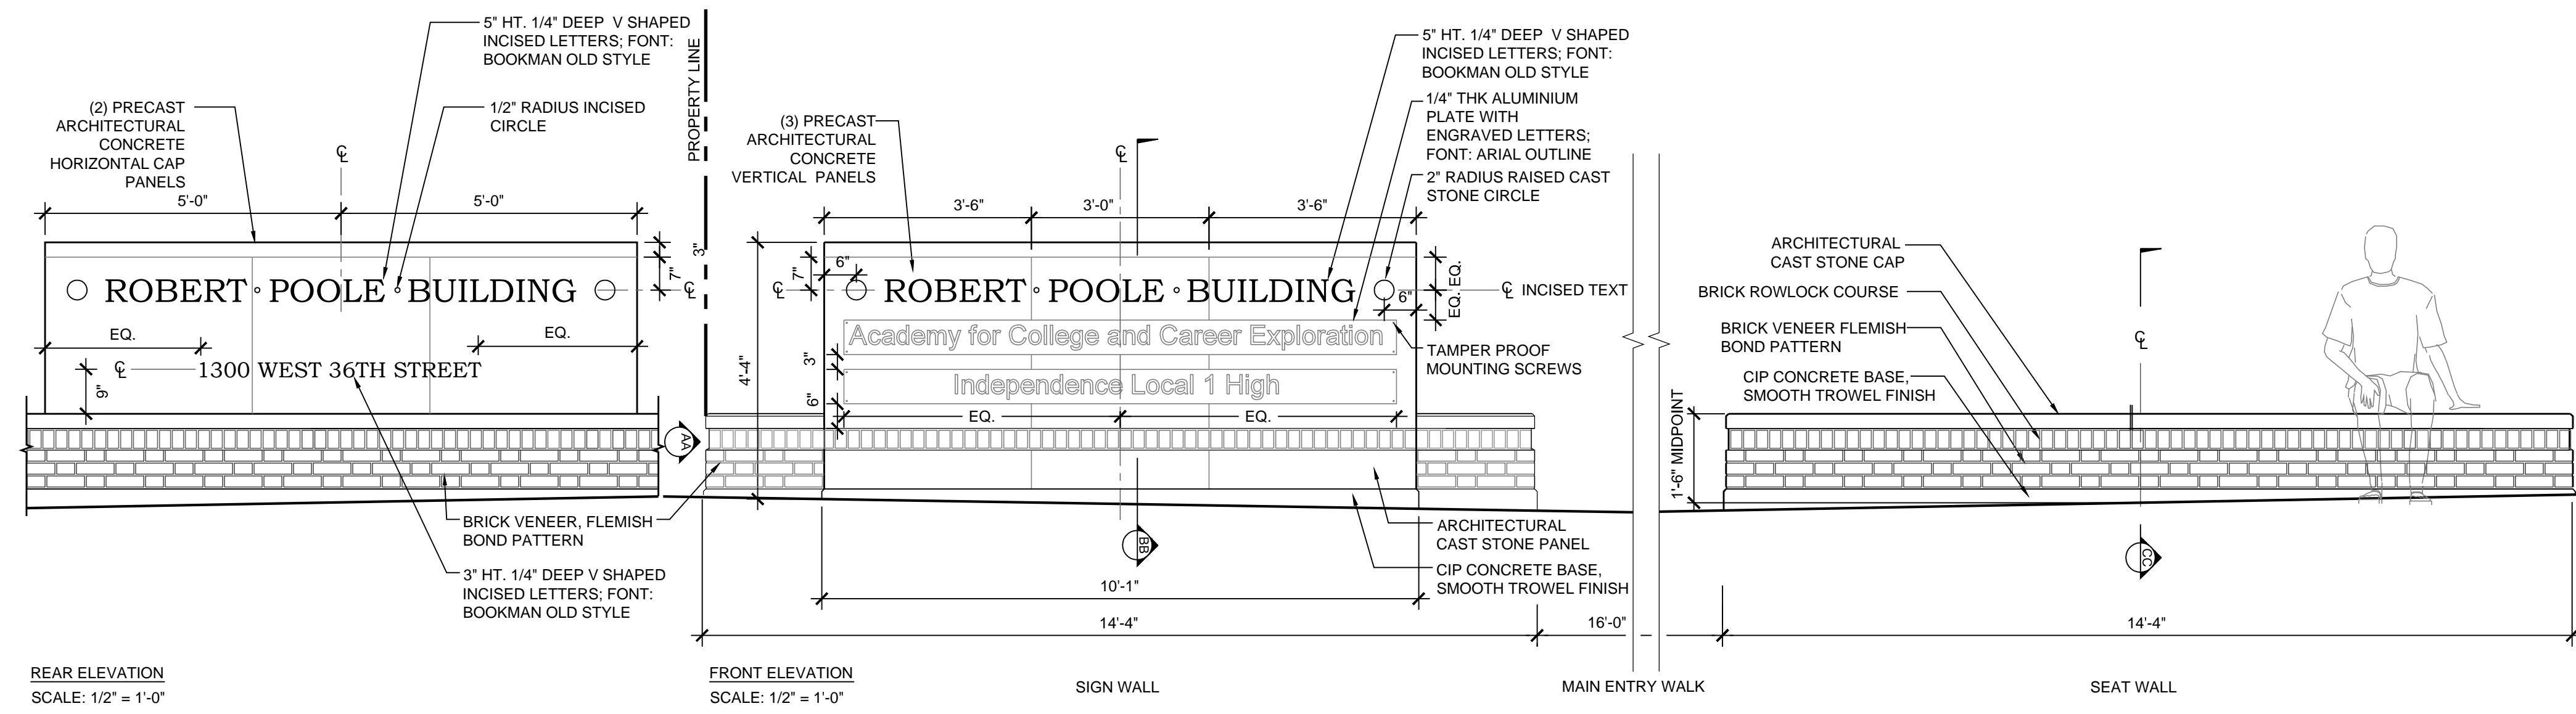 5" HT. 1/4" DEEP V SHAPED
INCISED LETTERS; FONT:
BOOKMAN OLD STYLE
(2) PRECAST
ARCHITECTURAL
CONCRETE
HORIZONTAL CAP
PANELS
1/2" RADIUS INCISED
CIRCLE
℄
5'-0"
5'-0"
3"
7"
℄
ROBERT ∘ POOLE ∘ BUILDING
EQ.
EQ.
9"
℄
1300 WEST 36TH STREET
AA
BRICK VENEER, FLEMISH
BOND PATTERN
3" HT. 1/4" DEEP V SHAPED
INCISED LETTERS; FONT:
BOOKMAN OLD STYLE
REAR ELEVATION
SCALE: 1/2" = 1'-0"
PROPERTY LINE
(3) PRECAST
ARCHITECTURAL
CONCRETE
VERTICAL PANELS
℄
5" HT. 1/4" DEEP V SHAPED
INCISED LETTERS; FONT:
BOOKMAN OLD STYLE
1/4" THK ALUMINIUM
PLATE WITH
ENGRAVED LETTERS;
FONT: ARIAL OUTLINE
2" RADIUS RAISED CAST
STONE CIRCLE
3'-6"
3'-0"
3'-6"
4'-4"
7"
6"
℄
ROBERT ∘ POOLE ∘ BUILDING
6"
EQ. EQ.
℄ INCISED TEXT
Academy for College and Career Exploration
3"
TAMPER PROOF
MOUNTING SCREWS
Independence Local 1 High
6"
EQ.
EQ.
BB
ARCHITECTURAL
CAST STONE PANEL
CIP CONCRETE BASE,
SMOOTH TROWEL FINISH
10'-1"
14'-4"
16'-0"
FRONT ELEVATION
SCALE: 1/2" = 1'-0"
SIGN WALL
MAIN ENTRY WALK
ARCHITECTURAL
CAST STONE CAP
BRICK ROWLOCK COURSE
BRICK VENEER FLEMISH
BOND PATTERN
CIP CONCRETE BASE,
SMOOTH TROWEL FINISH
℄
1'-6" MIDPOINT
CC
14'-4"
SEAT WALL